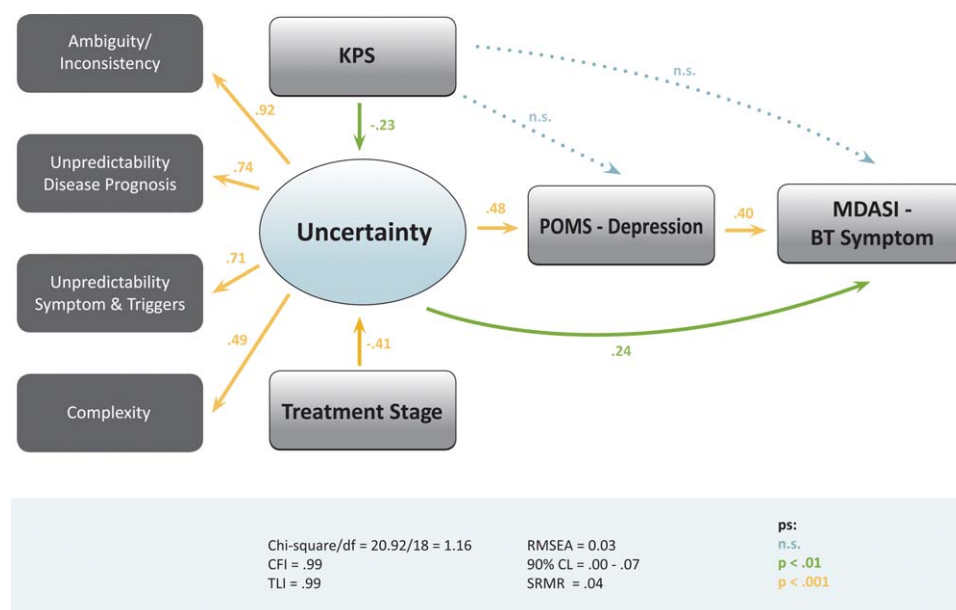 Ambiguity/
Inconsistency
KPS
n.s.
n.s.
.92
-.23
Unpredictability
Disease Prognosis
.74
Uncertainty
.48
POMS - Depression
.40
MDASI -
BT Symptom
Unpredictability
Symptom & Triggers
.71
.49
-.41
.24
Complexity
Treatment Stage
Chi-square/df = 20.92/18 = 1.16
CFI = .99
TLI = .99
RMSEA = 0.03
90% CL = .00 - .07
SRMR = .04
ps:
n.s.
p < .01
p < .001